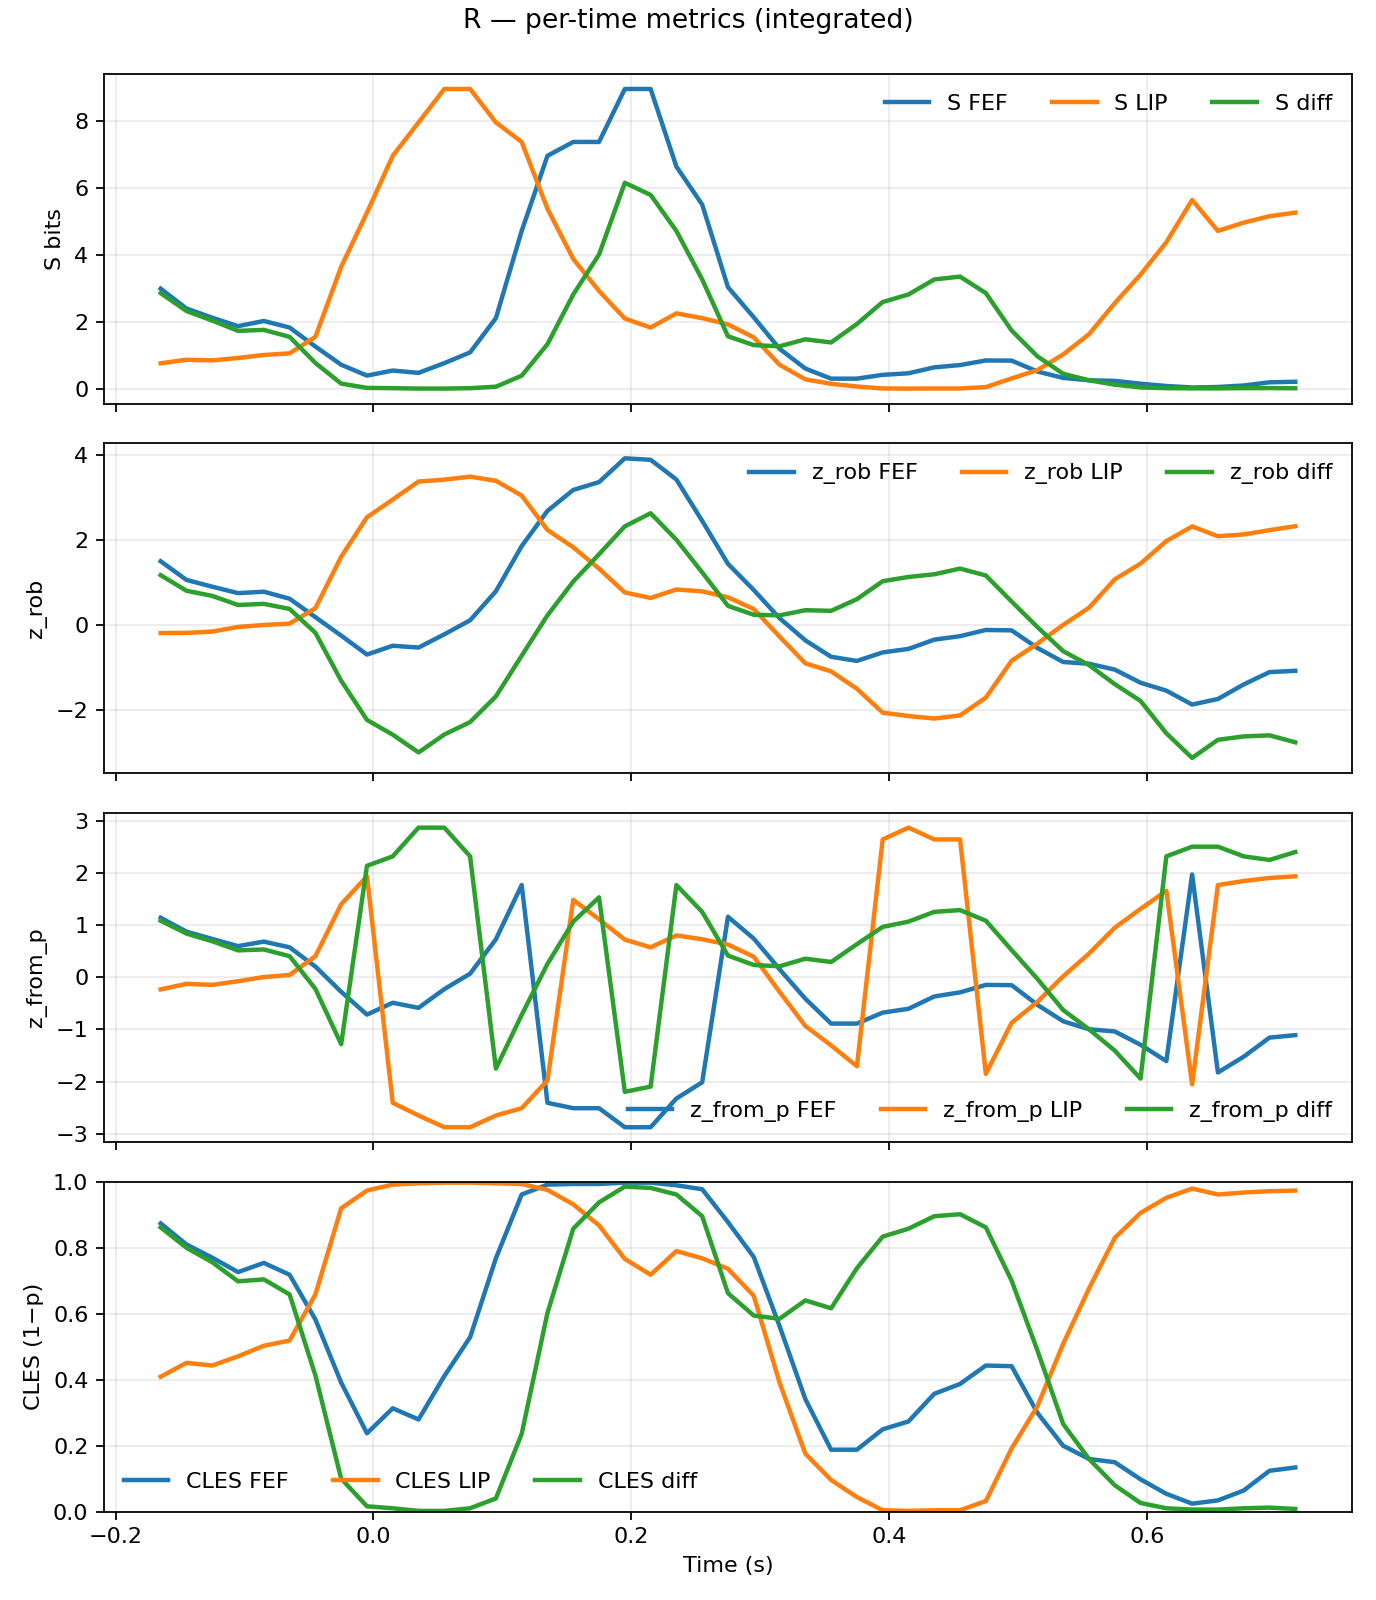 R — per-time metrics (integrated)
S FEF S LIP S diff
8
6
4
2
0
S bits
z_rob FEF z_rob LIP z_rob diff
4
2
0
−2
z_rob
3
2
1
0
−1
−2
−3
z_from_p
z_from_p FEF z_from_p LIP z_from_p diff
1.0
0.8
0.6
0.4
0.2
0.0
CLES (1−p)
CLES FEF CLES LIP CLES diff
−0.2 0.0 0.2 0.4 0.6
Time (s)